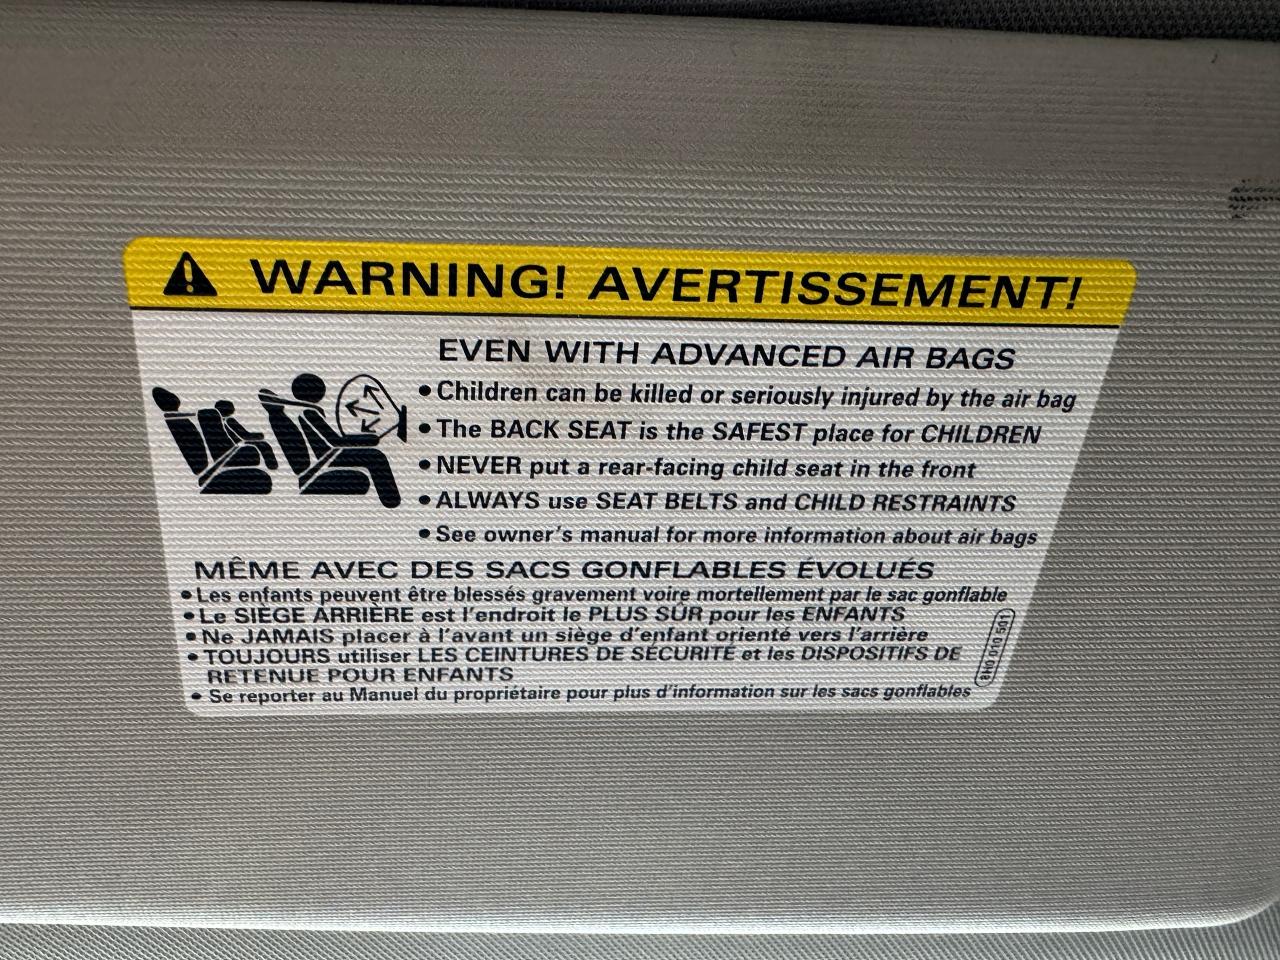 WARNING! AVERTISSEMENT!
EVEN WITH ADVANCED AIR BAGS
• Children can be killed or seriously injured by the air bag
• The BACK SEAT is the SAFEST place for CHILDREN
• NEVER put a rear-facing child seat in the front
• ALWAYS use SEAT BELTS and CHILD RESTRAINTS
• See owner's manual for more information about air bags
MÊME AVEC DES SACS GONFLABLES ÉVOLUÉS
• Les enfants peuvent être blessés gravement voire mortellement par le sac gonflable
• Le SIÈGE ARRIÈRE est l'endroit le PLUS SÛR pour les ENFANTS
• Ne JAMAIS placer à l'avant un siège d'enfant orienté vers l'arrière
• TOUJOURS utiliser LES CEINTURES DE SÉCURITÉ et les DISPOSITIFS DE
RETENUE POUR ENFANTS
• Se reporter au Manuel du propriétaire pour plus d'information sur les sacs gonflables
8H0 010 501